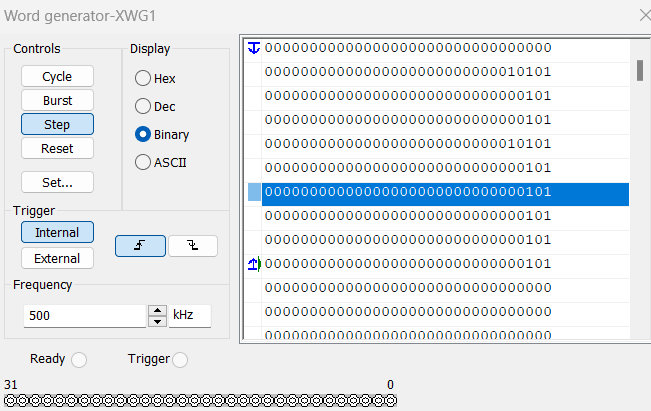 Word generator-XWG1
Controls
Cycle
Burst
Step
Reset
Set...
Display
Hex
Dec
Binary
ASCII
Trigger
Internal
External
Frequency
500 kHz
Ready Trigger
31 0
00000000000000000000000000000000
00000000000000000000000000010101
00000000000000000000000000000101
00000000000000000000000000000101
00000000000000000000000000010101
00000000000000000000000000000101
00000000000000000000000000000101
00000000000000000000000000000101
00000000000000000000000000000101
00000000000000000000000000000101
00000000000000000000000000000000
00000000000000000000000000000000
00000000000000000000000000000000